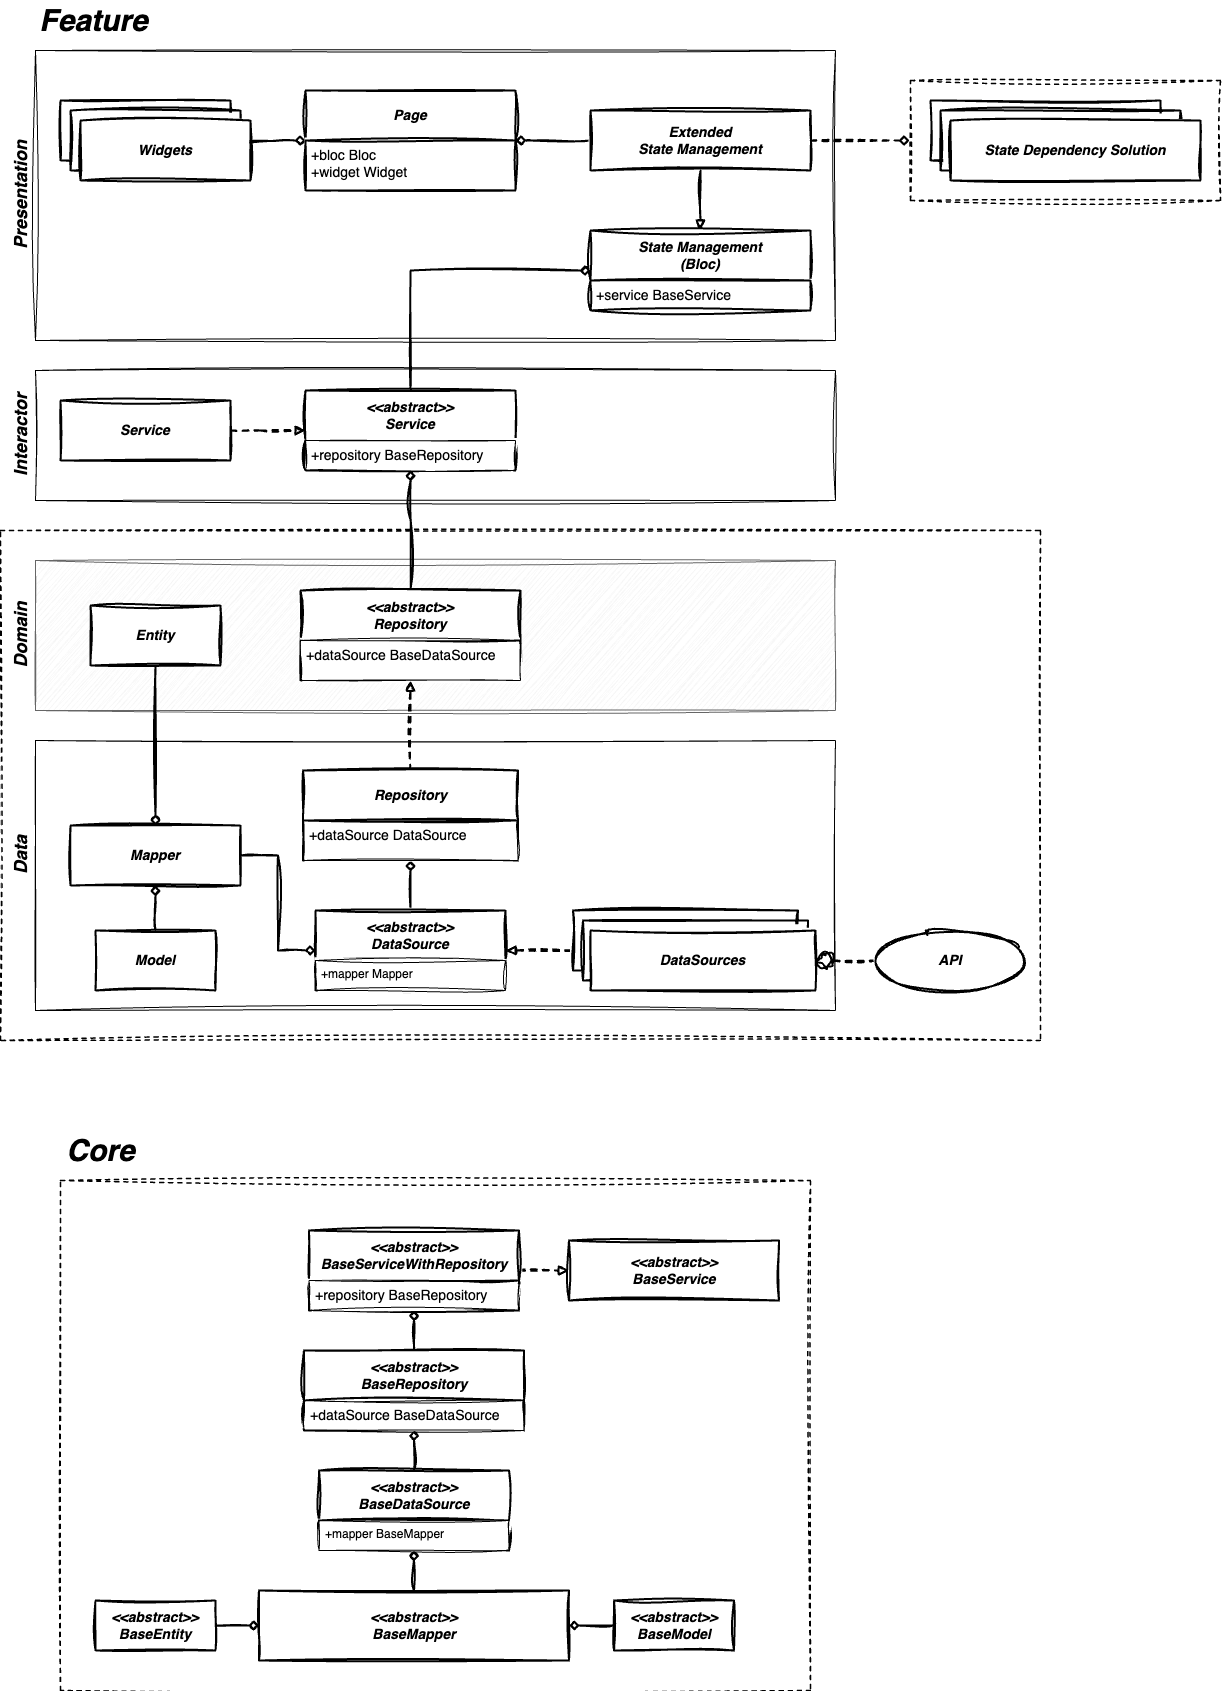 Feature
Presentation
Widgets
Page
+bloc Bloc
+widget Widget
Extended
State Management
State Dependency Solution
State Management
(Bloc)
+service BaseService
Interactor
Service
<<abstract>>
Service
+repository BaseRepository
Domain
Entity
<<abstract>>
Repository
+dataSource BaseDataSource
Data
Repository
+dataSource DataSource
Mapper
Model
<<abstract>>
DataSource
+mapper Mapper
DataSources
API
Core
<<abstract>>
BaseServiceWithRepository
+repository BaseRepository
<<abstract>>
BaseService
<<abstract>>
BaseRepository
+dataSource BaseDataSource
<<abstract>>
BaseDataSource
+mapper BaseMapper
<<abstract>>
BaseEntity
<<abstract>>
BaseMapper
<<abstract>>
BaseModel